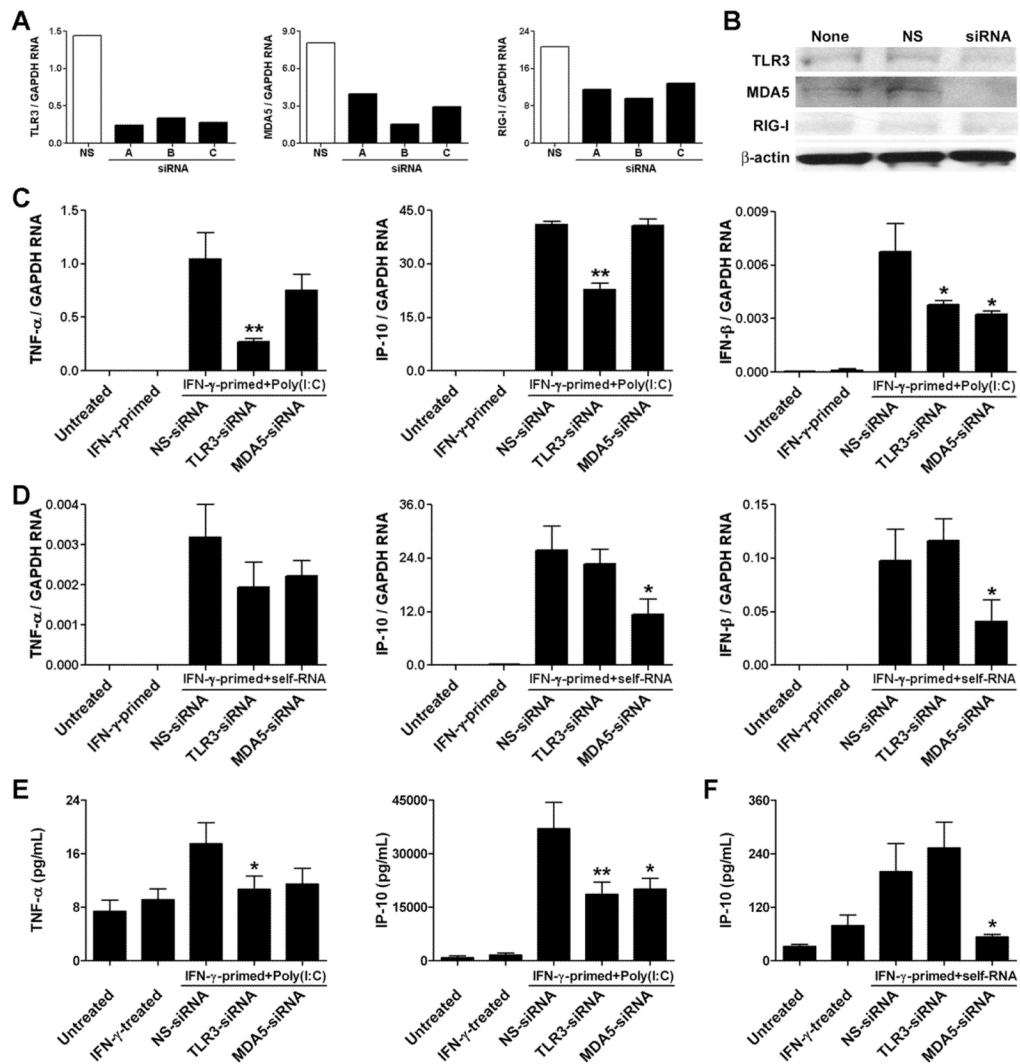 A
TLR3 / GAPDH RNA
1.5
1.0
0.5
0.0
NS
A
B
C
siRNA
MDA5 / GAPDH RNA
9.0
6.0
3.0
0.0
NS
A
B
C
siRNA
RIG-I / GAPDH RNA
24
16
8
0
NS
A
B
C
siRNA
B
None NS siRNA
TLR3
MDA5
RIG-I
β-actin
C
TNF-α / GAPDH RNA
1.5
1.0
0.5
0.0
**
IFN-γ-primed+Poly(I:C)
Untreated
IFN-γ-primed
NS-siRNA
TLR3-siRNA
MDA5-siRNA
IP-10 / GAPDH RNA
45.0
30.0
15.0
0.0
**
IFN-γ-primed+Poly(I:C)
Untreated
IFN-γ-primed
NS-siRNA
TLR3-siRNA
MDA5-siRNA
IFN-β / GAPDH RNA
0.009
0.006
0.003
0.000
*
*
IFN-γ-primed+Poly(I:C)
Untreated
IFN-γ-primed
NS-siRNA
TLR3-siRNA
MDA5-siRNA
D
TNF-α / GAPDH RNA
0.004
0.003
0.002
0.001
0.000
IFN-γ-primed+self-RNA
Untreated
IFN-γ-primed
NS-siRNA
TLR3-siRNA
MDA5-siRNA
IP-10 / GAPDH RNA
36.0
24.0
12.0
0.0
*
IFN-γ-primed+self-RNA
Untreated
IFN-γ-primed
NS-siRNA
TLR3-siRNA
MDA5-siRNA
IFN-β / GAPDH RNA
0.15
0.10
0.05
0.00
*
IFN-γ-primed+self-RNA
Untreated
IFN-γ-primed
NS-siRNA
TLR3-siRNA
MDA5-siRNA
E
TNF-α (pg/mL)
24
16
8
0
*
IFN-γ-primed+Poly(I:C)
Untreated
IFN-γ-treated
NS-siRNA
TLR3-siRNA
MDA5-siRNA
IP-10 (pg/mL)
45000
30000
15000
0
**
*
IFN-γ-primed+Poly(I:C)
Untreated
IFN-γ-treated
NS-siRNA
TLR3-siRNA
MDA5-siRNA
F
IP-10 (pg/mL)
360
240
120
0
*
IFN-γ-primed+self-RNA
Untreated
IFN-γ-treated
NS-siRNA
TLR3-siRNA
MDA5-siRNA